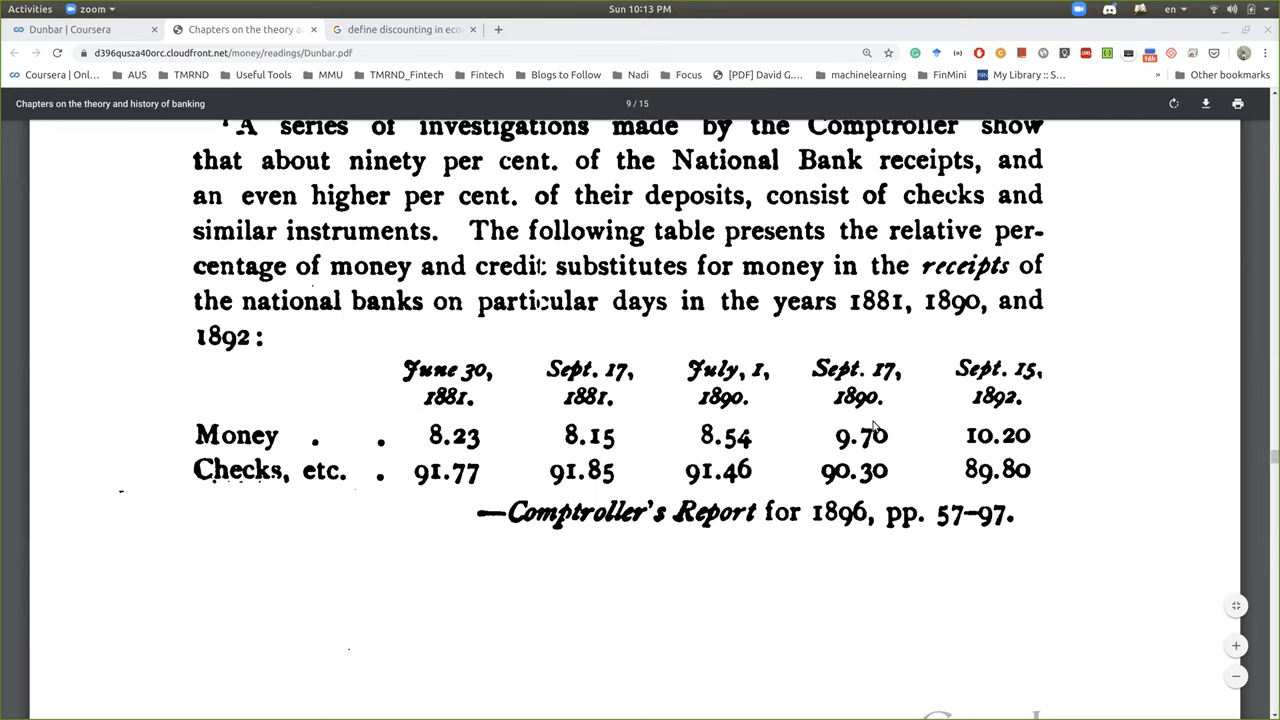 Activities zoom Sun 10:13 PM en
Dunbar | Coursera × Chapters on the theory a × define discounting in ec × +
d396qusza40orc.cloudfront.net/money/readings/Dunbar.pdf
Coursera | Onl... AUS TMRND Useful Tools MMU TMRND_Fintech Fintech Blogs to Follow Nadi Focus [PDF] David G.... machinelearning FinMini My Library :: S... » Other bookmarks
Chapters on the theory and history of banking 9 / 15
¹A series of investigations made by the Comptroller show
that about ninety per cent. of the National Bank receipts, and
an even higher per cent. of their deposits, consist of checks and
similar instruments. The following table presents the relative per-
centage of money and credit substitutes for money in the receipts of
the national banks on particular days in the years 1881, 1890, and
1892:
June 30, Sept. 17, July, 1, Sept. 17, Sept. 15,
1881. 1881. 1890. 1890. 1892.
Money . . 8.23 8.15 8.54 9.70 10.20
Checks, etc. . 91.77 91.85 91.46 90.30 89.80
—Comptroller's Report for 1896, pp. 57–97.